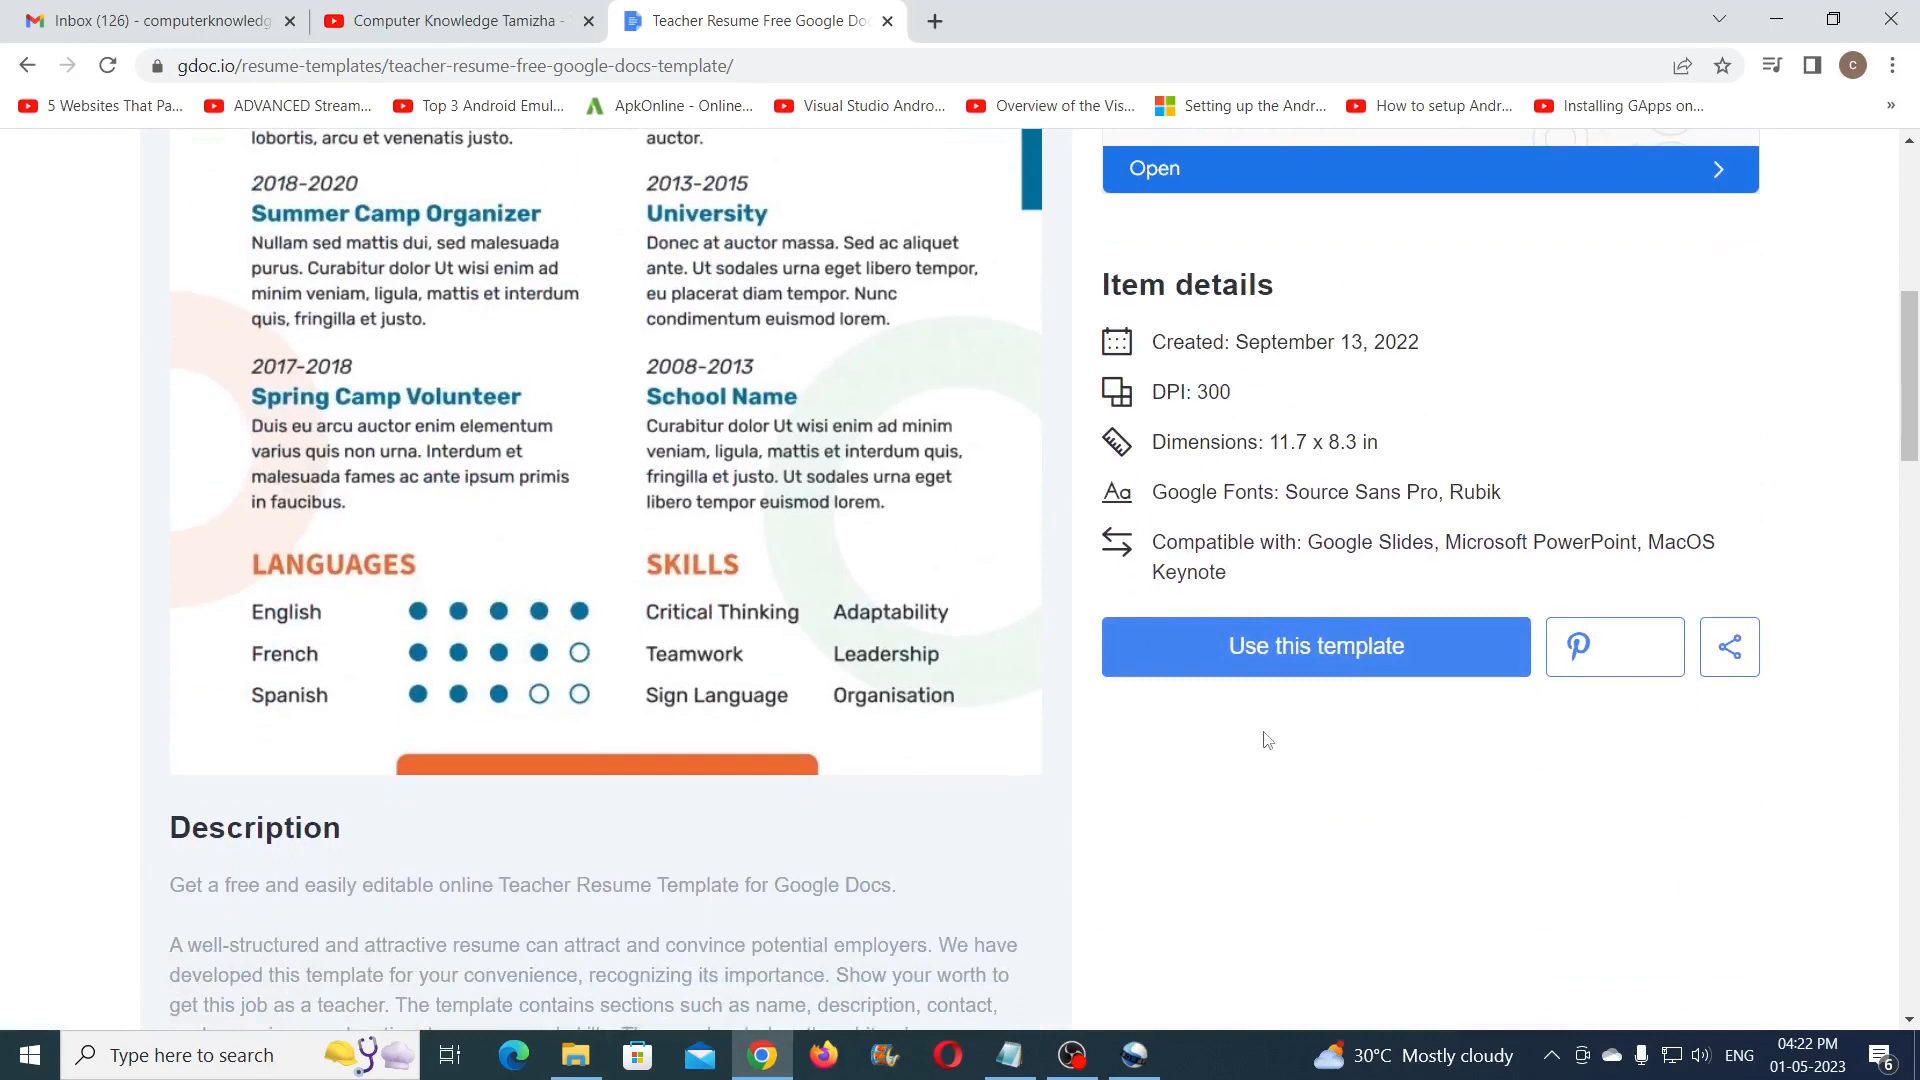 Inbox (126) - computerknowledg
Computer Knowledge Tamizha -
Teacher Resume Free Google Doc
gdoc.io/resume-templates/teacher-resume-free-google-docs-template/
C
5 Websites That Pa...
ADVANCED Stream...
Top 3 Android Emul...
ApkOnline - Online...
Visual Studio Andro...
Overview of the Vis...
Setting up the Andr...
How to setup Andr...
Installing GApps on...
»
lobortis, arcu et venenatis justo.
2018-2020
Summer Camp Organizer
Nullam sed mattis dui, sed malesuada
purus. Curabitur dolor Ut wisi enim ad
minim veniam, ligula, mattis et interdum
quis, fringilla et justo.
2017-2018
Spring Camp Volunteer
Duis eu arcu auctor enim elementum
varius quis non urna. Interdum et
malesuada fames ac ante ipsum primis
in faucibus.
LANGUAGES
English
French
Spanish
auctor.
2013-2015
University
Donec at auctor massa. Sed ac aliquet
ante. Ut sodales urna eget libero tempor,
eu placerat diam tempor. Nunc
condimentum euismod lorem.
2008-2013
School Name
Curabitur dolor Ut wisi enim ad minim
veniam, ligula, mattis et interdum quis,
fringilla et justo. Ut sodales urna eget
libero tempor euismod lorem.
SKILLS
Critical Thinking Adaptability
Teamwork Leadership
Sign Language Organisation
Description
Get a free and easily editable online Teacher Resume Template for Google Docs.
A well-structured and attractive resume can attract and convince potential employers. We have
developed this template for your convenience, recognizing its importance. Show your worth to
get this job as a teacher. The template contains sections such as name, description, contact,
Open
Item details
Created: September 13, 2022
DPI: 300
Dimensions: 11.7 x 8.3 in
Aa Google Fonts: Source Sans Pro, Rubik
Compatible with: Google Slides, Microsoft PowerPoint, MacOS
Keynote
Use this template
Type here to search
30°C Mostly cloudy
ENG
04:22 PM
01-05-2023
6